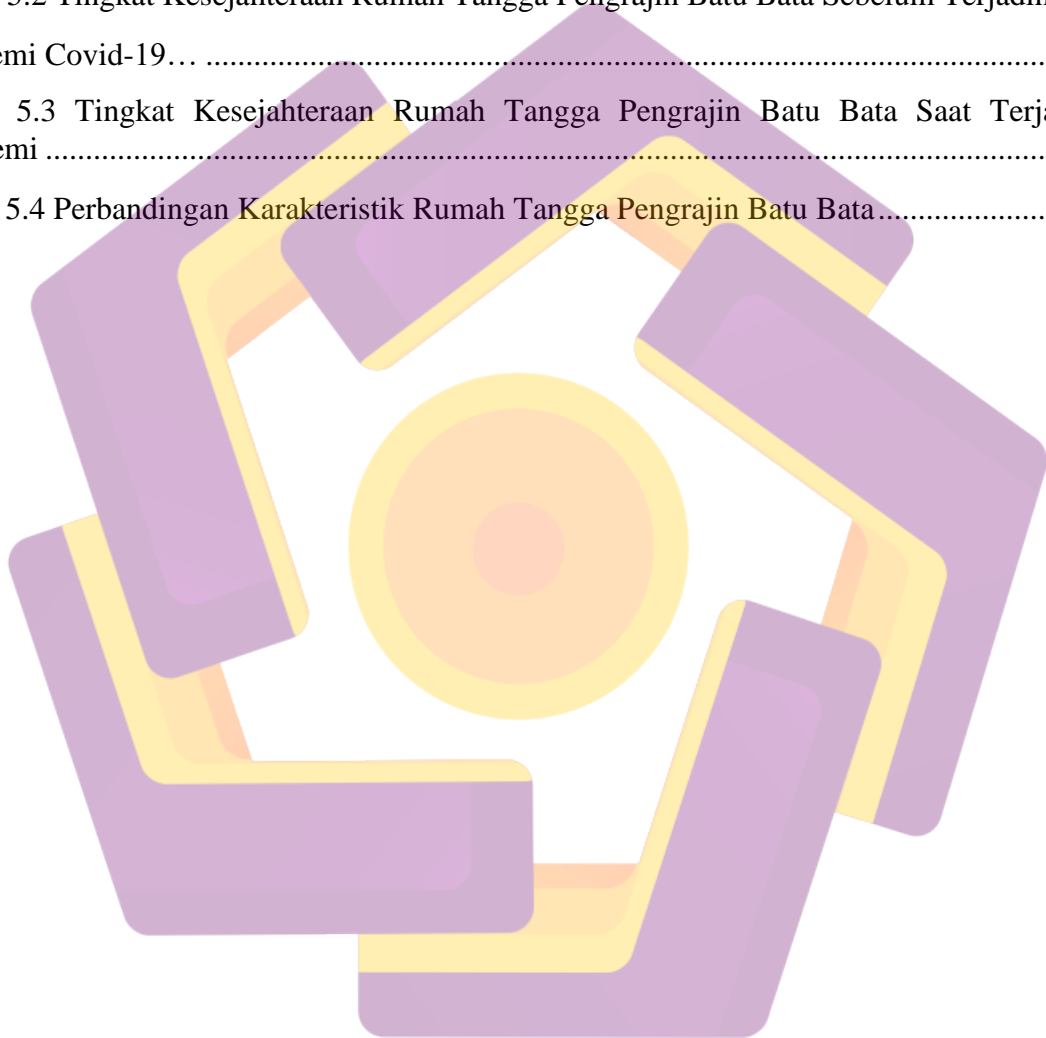 5.2 Tingkat Kesejahteraan Rumah Tangga Pengrajin Batu Bata Sebelum Terjadin
emi Covid-19… ........................................................................................................
5.3 Tingkat Kesejahteraan Rumah Tangga Pengrajin Batu Bata Saat Terja
emi ............................................................................................................................
5.4 Perbandingan Karakteristik Rumah Tangga Pengrajin Batu Bata....................